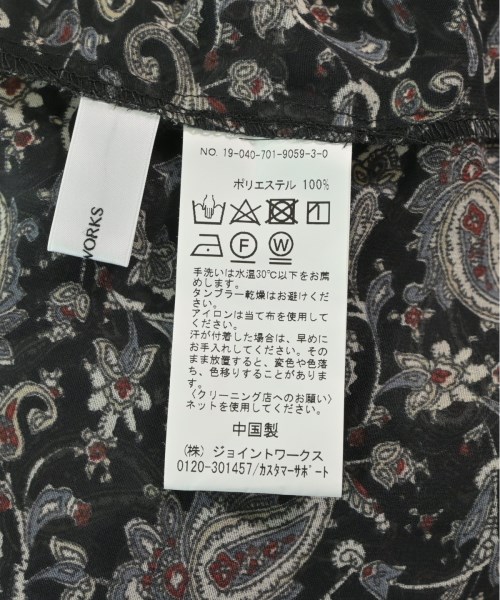 NO. 19-040-701-9059-3-0
ポリエステル 100%
手洗いは水温30℃以下をお薦
めします。
タンブラー乾燥はお避けくださ
い。
アイロンは当て布を使用して
ください。
汗が付着した場合は、早めに
お手入れしてください。その
まま放置すると、変色や色落
ち、色移りすることがありま
す。
〈クリーニング店へのお願い〉
ネットを使用してください。
中国製
(株) ジョイントワークス
0120-301457/カスタマーサポート
WORKS